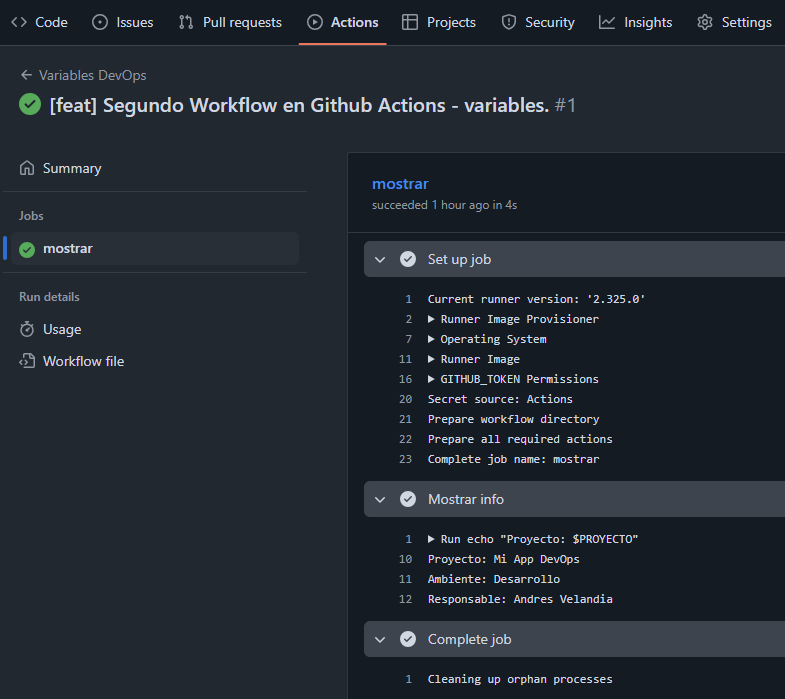 Code Issues Pull requests Actions Projects Security Insights Settings
Variables DevOps
[feat] Segundo Workflow en Github Actions - variables. #1
Summary
Jobs
mostrar
Run details
Usage
Workflow file
mostrar
succeeded 1 hour ago in 4s
Set up job
1 Current runner version: '2.325.0'
2 Runner Image Provisioner
7 Operating System
11 Runner Image
16 GITHUB_TOKEN Permissions
20 Secret source: Actions
21 Prepare workflow directory
22 Prepare all required actions
23 Complete job name: mostrar
Mostrar info
1 Run echo "Proyecto: $PROYECTO"
10 Proyecto: Mi App DevOps
11 Ambiente: Desarrollo
12 Responsable: Andres Velandia
Complete job
1 Cleaning up orphan processes